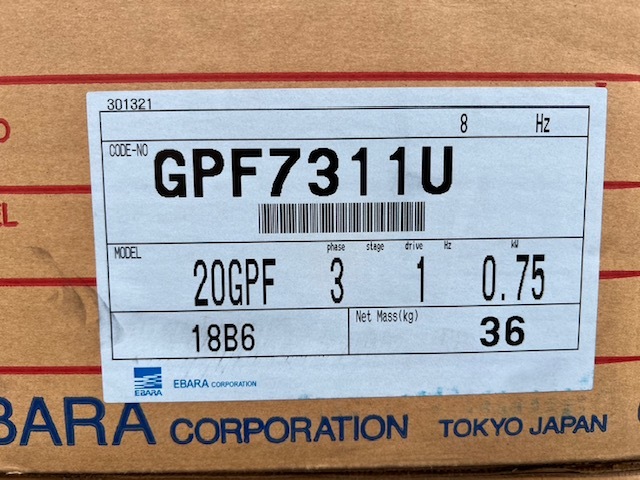 301321
8 Hz
CODE-NO GPF7311U
MODEL phase stage drive Hz kW
20GPF 3 1 0.75
18B6 Net Mass(kg) 36
EBARA EBARA CORPORATION
BARA CORPORATION TOKYO JAPAN